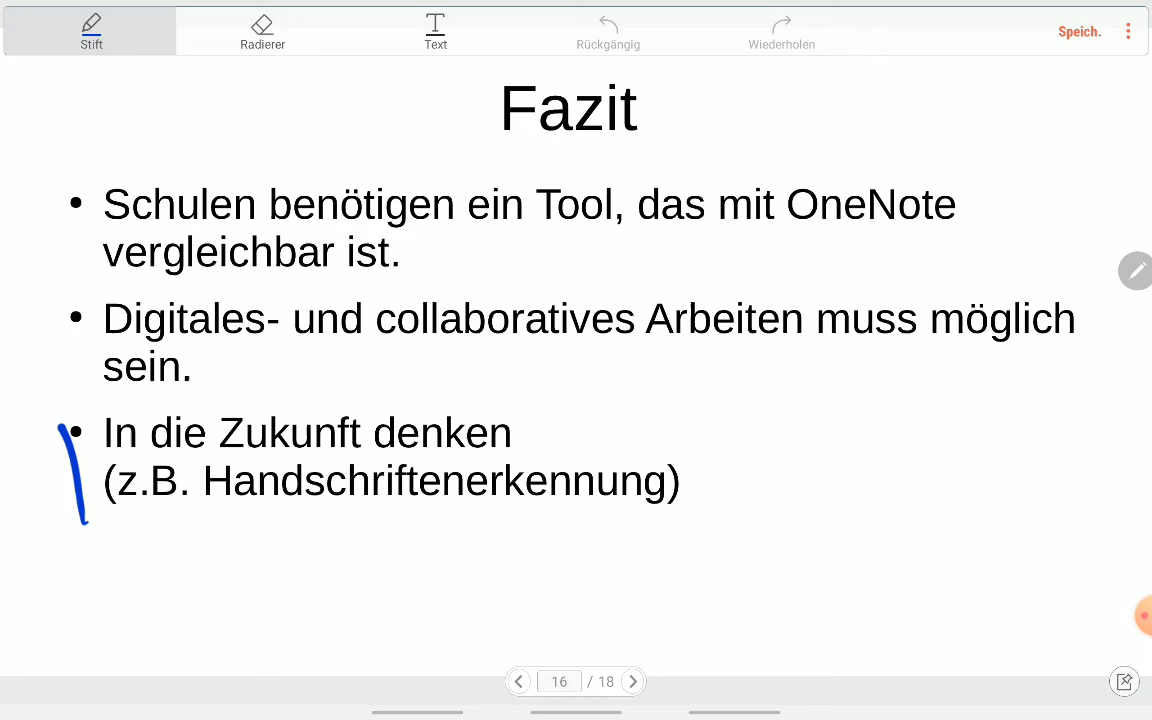 Stift Radierer Text Rückgängig Wiederholen Speich.
Fazit
• Schulen benötigen ein Tool, das mit OneNote
vergleichbar ist.
• Digitales- und collaboratives Arbeiten muss möglich
sein.
• In die Zukunft denken
(z.B. Handschriftenerkennung)
16 / 18